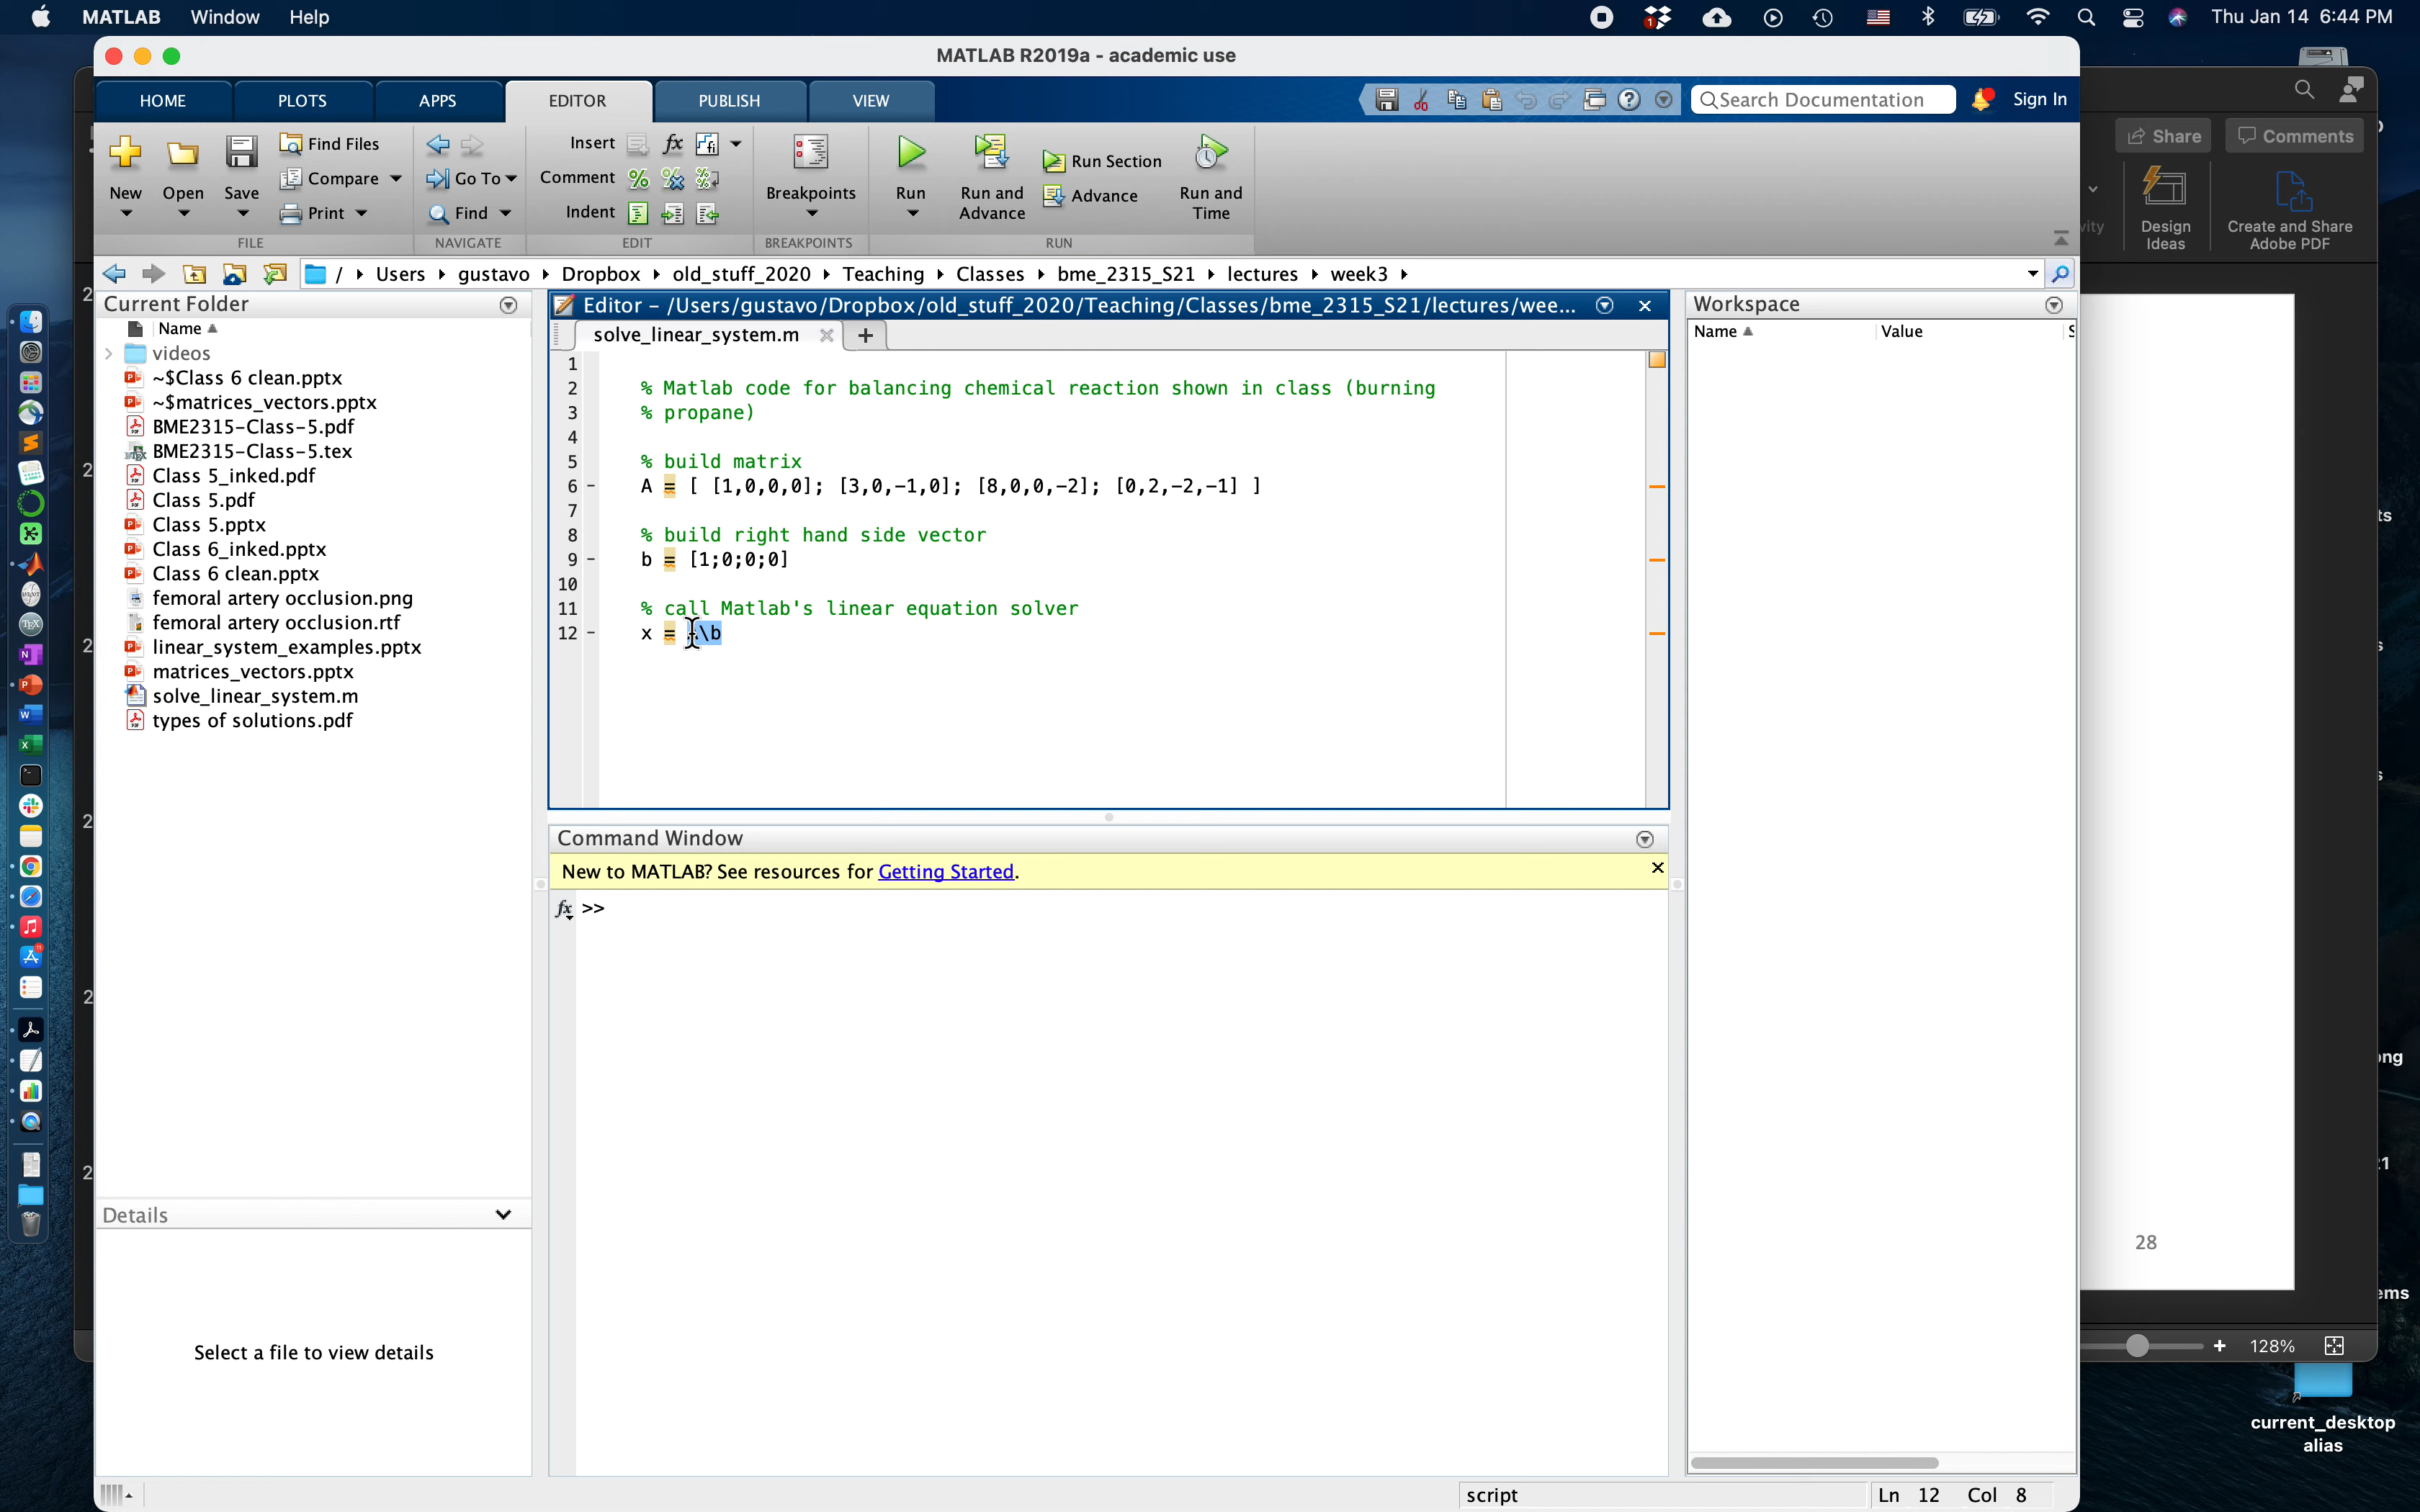 MATLAB Window Help
Thu Jan 14 6:44 PM
MATLAB R2019a - academic use
HOME PLOTS APPS EDITOR PUBLISH VIEW
Search Documentation
Sign In
Share Comments
New Open Save
Find Files
Compare
Print
Go To
Find
Insert
Comment
Indent
fx
Breakpoints
Run
Run and Advance
Run Section
Advance
Run and Time
FILE NAVIGATE EDIT BREAKPOINTS RUN
Design Ideas
Create and Share Adobe PDF
/ Users gustavo Dropbox old_stuff_2020 Teaching Classes bme_2315_S21 lectures week3
Current Folder
Name
videos
~$Class 6 clean.pptx
~$matrices_vectors.pptx
BME2315-Class-5.pdf
BME2315-Class-5.tex
Class 5_inked.pdf
Class 5.pdf
Class 5.pptx
Class 6_inked.pptx
Class 6 clean.pptx
femoral artery occlusion.png
femoral artery occlusion.rtf
linear_system_examples.pptx
matrices_vectors.pptx
solve_linear_system.m
types of solutions.pdf
Details
Select a file to view details
Editor - /Users/gustavo/Dropbox/old_stuff_2020/Teaching/Classes/bme_2315_S21/lectures/wee...
solve_linear_system.m
1
2 % Matlab code for balancing chemical reaction shown in class (burning
3 % propane)
4
5 % build matrix
6 - A = [ [1,0,0,0]; [3,0,-1,0]; [8,0,0,-2]; [0,2,-2,-1] ]
7
8 % build right hand side vector
9 - b = [1;0;0;0]
10
11 % call Matlab's linear equation solver
12 - x = A\b
Command Window
New to MATLAB? See resources for Getting Started.
fx >>
Workspace
Name Value
28
128%
current_desktop
alias
script
Ln 12 Col 8